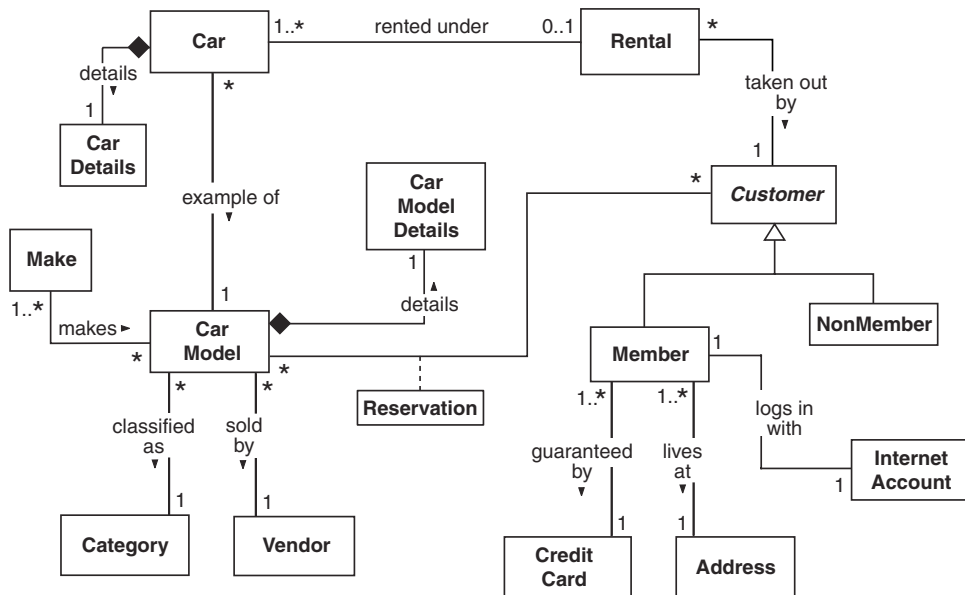 Car
1..*
rented under
0..1
Rental
*
details
1
Car
Details
*
taken out
by
1
example of
Car
Model
Details
1
*
Customer
Make
1..*
makes
*
1
Car
Model
details
*
*
*
Reservation
NonMember
Member
1
1..*
1..*
classified
as
sold
by
guaranteed
by
lives
at
logs in
with
1
1
1
1
1
Internet
Account
Category
Vendor
Credit
Card
Address